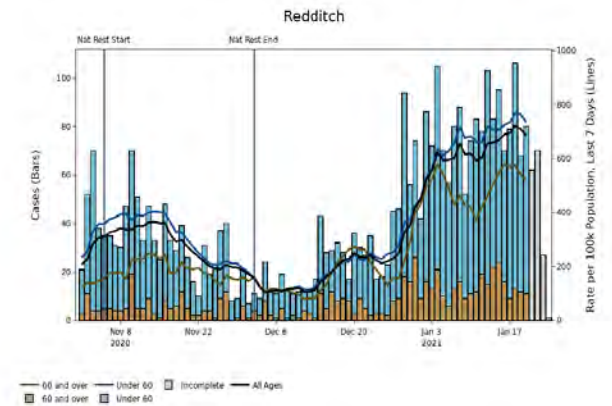 Redditch
Nat Rest Start
Nat Rest End
Cases (Bars)
100
80
60
40
20
0
Rate per 100k Population, Last 7 Days (Lines)
1000
800
600
400
200
0
Nov 8
2020
Nov 22
Dec 6
Dec 20
Jan 3
2021
Jan 17
60 and over
Under 60
Incomplete
All Ages
60 and over
Under 60